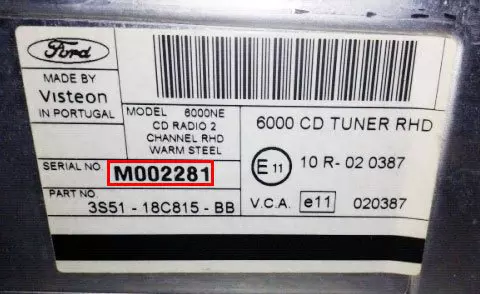 Ford
MADE BY
Visteon
IN PORTUGAL
MODEL 6000NE
CD RADIO 2
CHANNEL RHD
WARM STEEL
6000 CD TUNER RHD
SERIAL NO M002281
E 11 10 R- 02 0387
PART NO
3S51 - 18C815 - BB
V.C.A. e11 020387